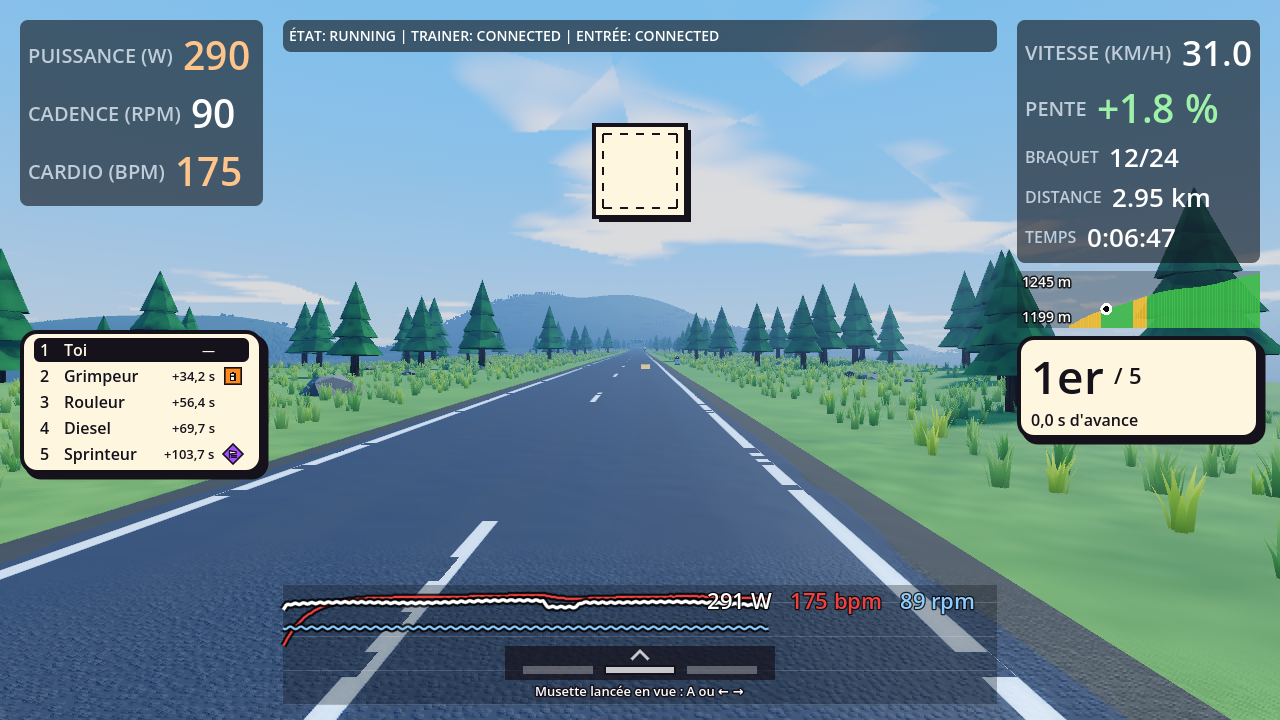 PUISSANCE (W) 290
CADENCE (RPM) 90
CARDIO (BPM) 175
ÉTAT: RUNNING | TRAINER: CONNECTED | ENTRÉE: CONNECTED
VITESSE (KM/H) 31.0
PENTE +1.8 %
BRAQUET 12/24
DISTANCE 2.95 km
TEMPS 0:06:47
1245 m
1199 m
1 Toi —
2 Grimpeur +34,2 s
3 Rouleur +56,4 s
4 Diesel +69,7 s
5 Sprinteur +103,7 s
1er / 5
0,0 s d'avance
291 W 175 bpm 89 rpm
Musette lancée en vue : A ou ← →